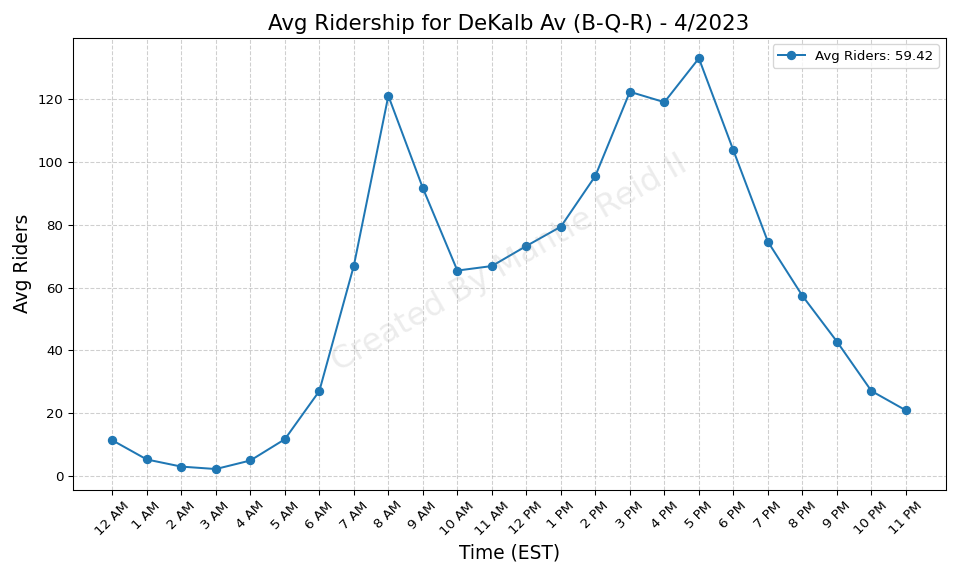 Avg Ridership for DeKalb Av (B-Q-R) - 4/2023
Avg Riders: 59.42
Avg Riders
120
100
80
60
40
20
0
Created By Mantie Reid II
12 AM
1 AM
2 AM
3 AM
4 AM
5 AM
6 AM
7 AM
8 AM
9 AM
10 AM
11 AM
12 PM
1 PM
2 PM
3 PM
4 PM
5 PM
6 PM
7 PM
8 PM
9 PM
10 PM
11 PM
Time (EST)